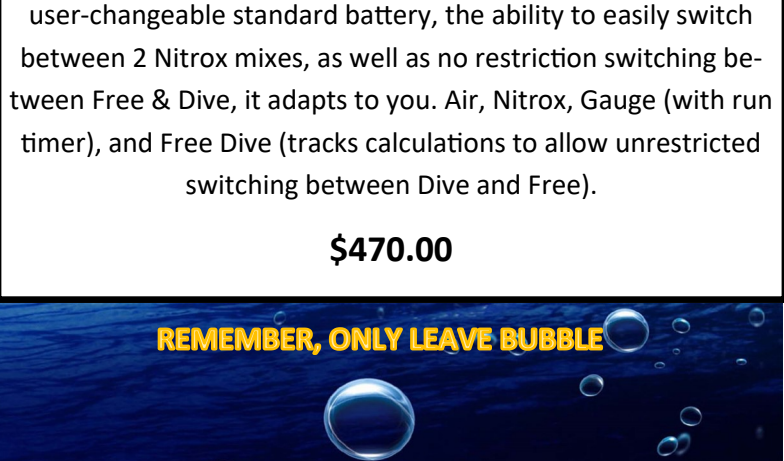 user-changeable standard battery, the ability to easily switch
between 2 Nitrox mixes, as well as no restriction switching be-
tween Free & Dive, it adapts to you. Air, Nitrox, Gauge (with run
timer), and Free Dive (tracks calculations to allow unrestricted
switching between Dive and Free).
$470.00
REMEMBER, ONLY LEAVE BUBBLE